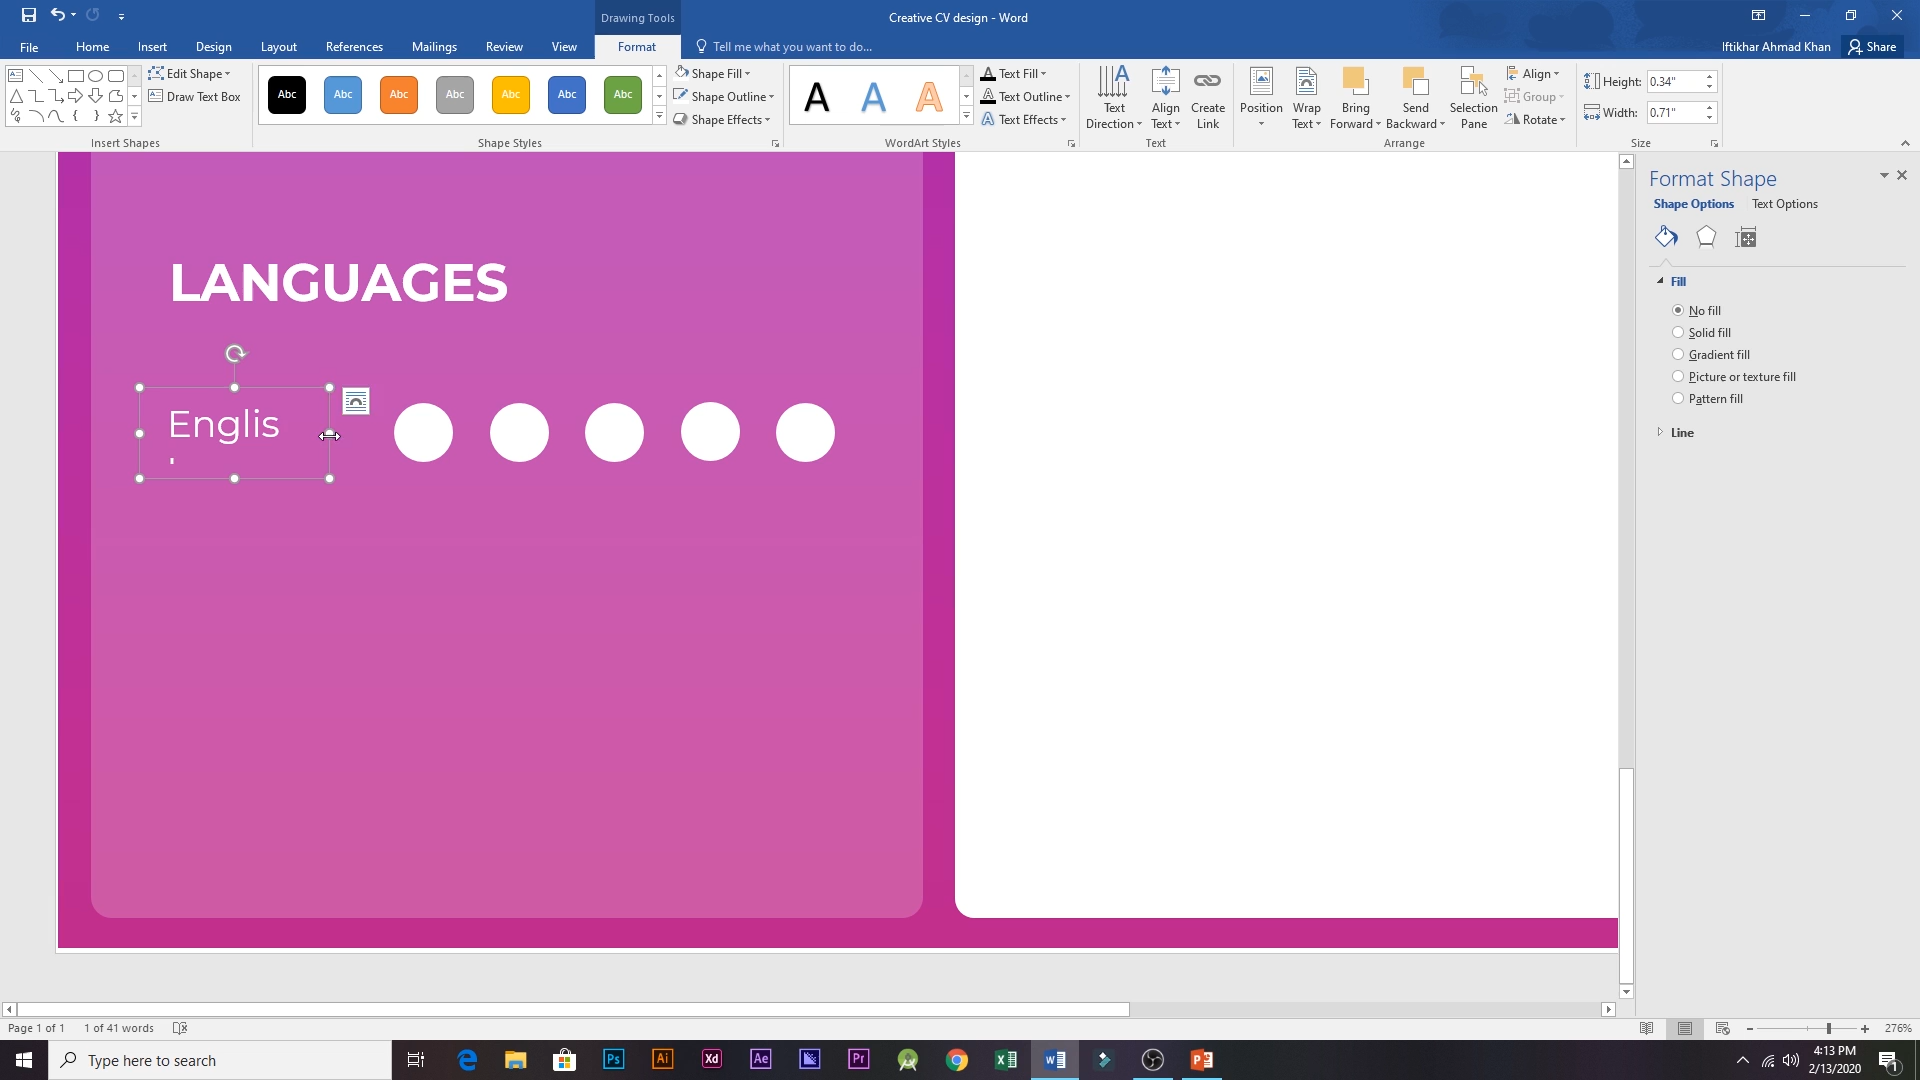 Drawing Tools
Creative CV design - Word
File
Home
Insert
Design
Layout
References
Mailings
Review
View
Format
Tell me what you want to do...
Iftikhar Ahmad Khan
Share
Edit Shape
Draw Text Box
Insert Shapes
Abc
Abc
Abc
Abc
Abc
Abc
Abc
Shape Fill
Shape Outline
Shape Effects
Shape Styles
A
A
A
Text Fill
Text Outline
Text Effects
WordArt Styles
Text
Direction
Align
Text
Create
Link
Text
Position
Wrap
Text
Bring
Forward
Send
Backward
Selection
Pane
Align
Group
Rotate
Arrange
Height: 0.34"
Width: 0.71"
Size
LANGUAGES
Englis
Format Shape
Shape Options
Text Options
Fill
No fill
Solid fill
Gradient fill
Picture or texture fill
Pattern fill
Line
Page 1 of 1
1 of 41 words
276%
Type here to search
Ps
Ai
Xd
Ae
Pr
4:13 PM
2/13/2020
1